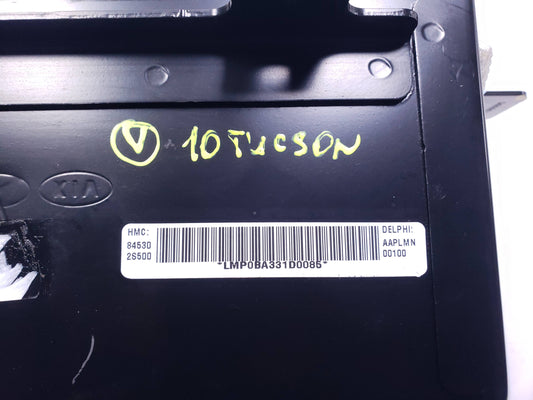 V 10 TUCSON
KIA
HMC:
84530
2S500
DELPHI:
AAPLMN
00100
*LMP0BA331D0085*